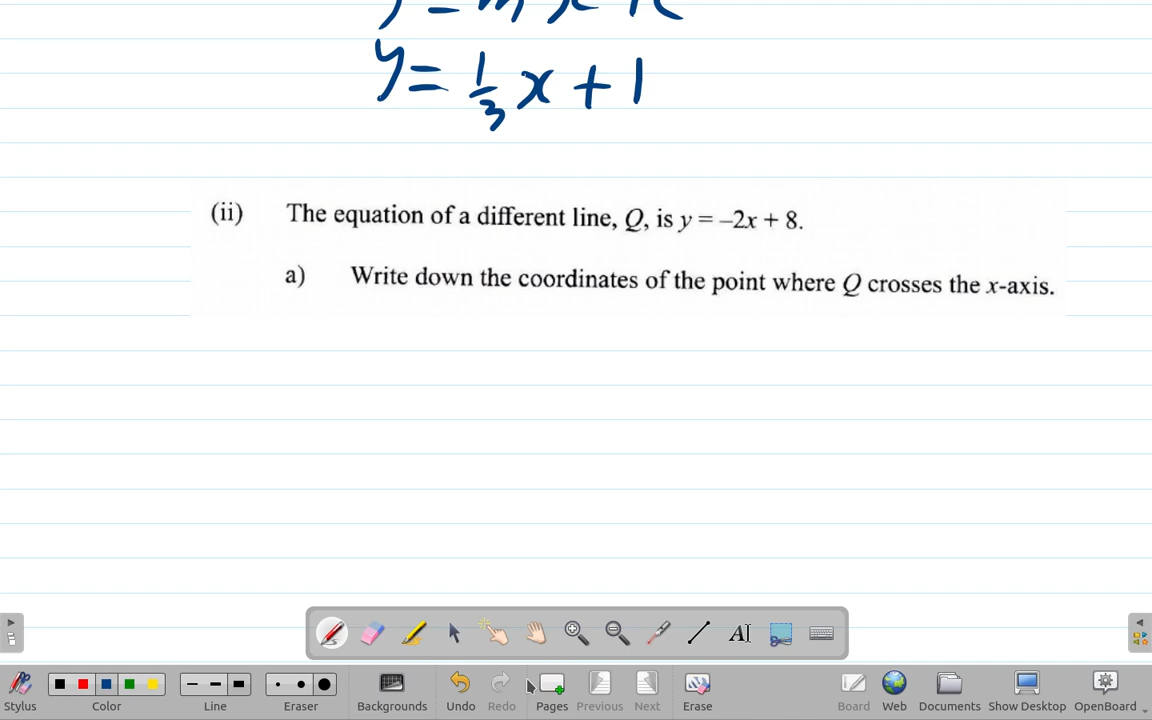 y = mx + c
y = 1/3 x + 1
(ii) The equation of a different line, Q, is y = –2x + 8.
a) Write down the coordinates of the point where Q crosses the x-axis.
AI
Stylus Color Line Eraser Backgrounds Undo Redo Pages Previous Next Erase Board Web Documents Show Desktop OpenBoard